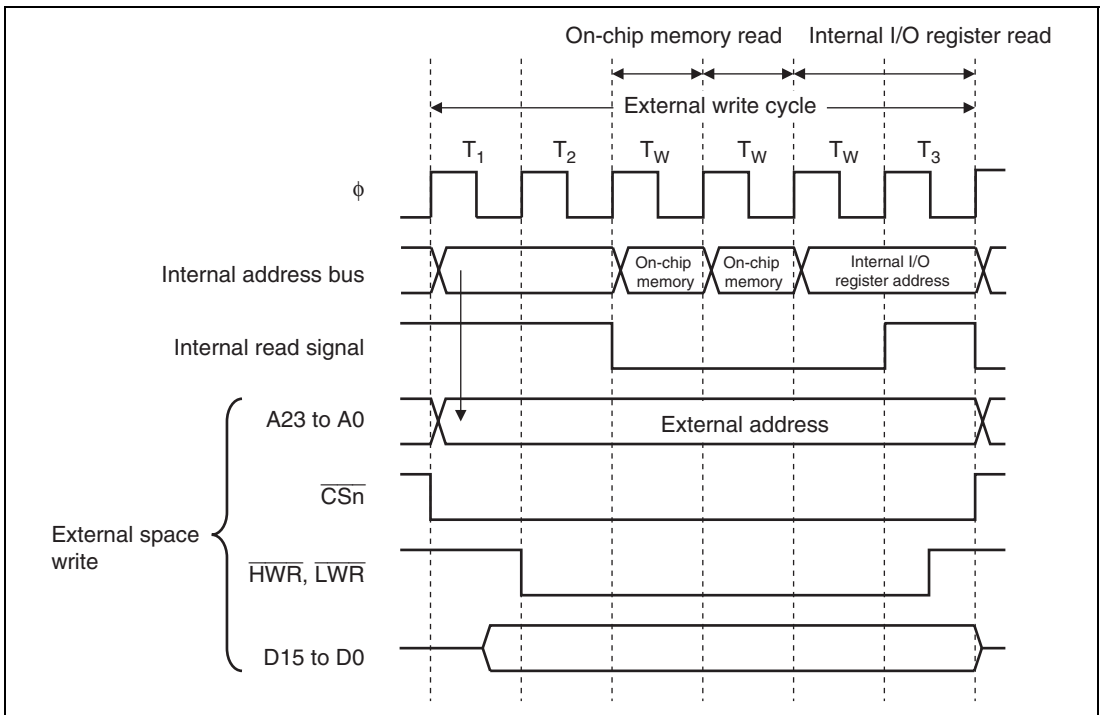 On-chip memory read Internal I/O register read
External write cycle
T1 T2 TW TW TW T3
ϕ
Internal address bus
On-chip memory
On-chip memory
Internal I/O register address
Internal read signal
A23 to A0
External address
CSn
External space write
HWR, LWR
D15 to D0